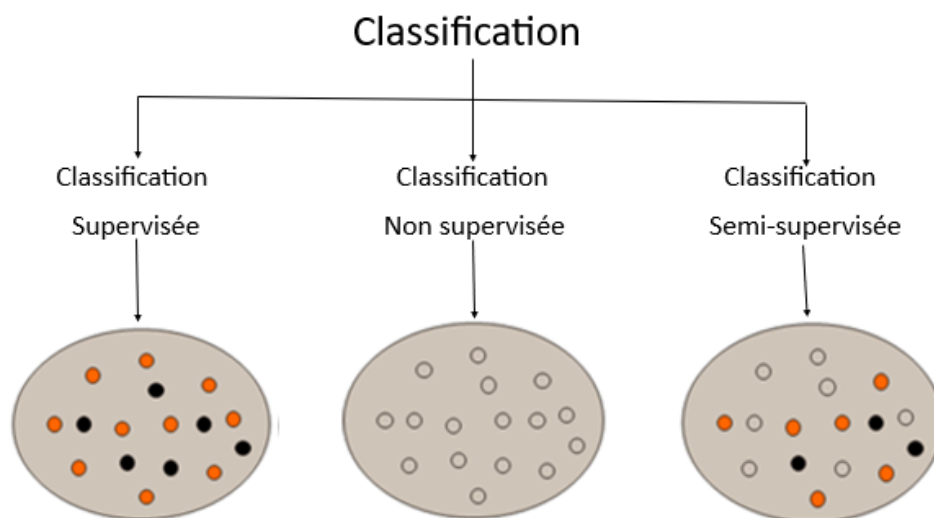 Classification
Classification
Supervisée
Classification
Non supervisée
Classification
Semi-supervisée